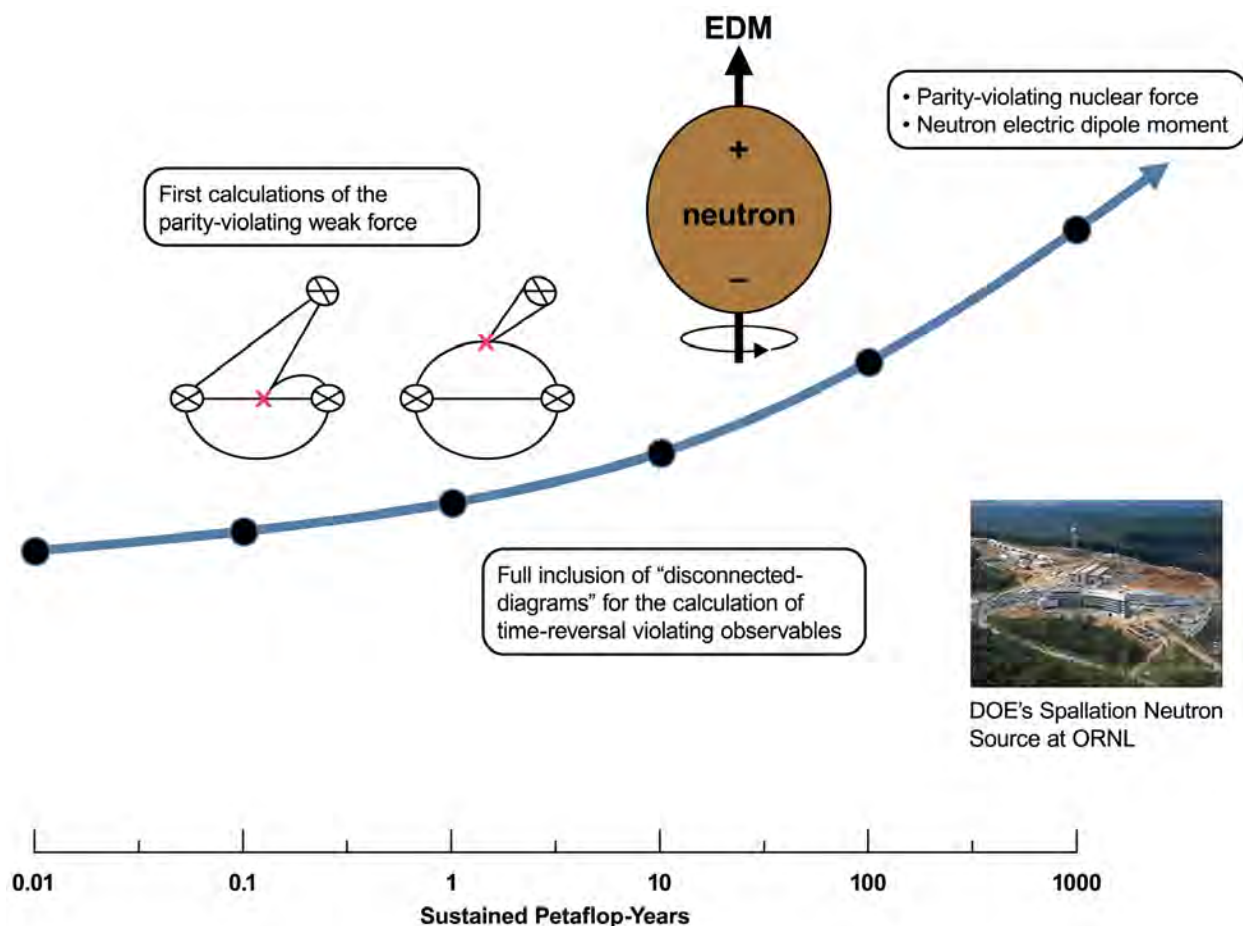 EDM
• Parity-violating nuclear force
• Neutron electric dipole moment
First calculations of the
parity-violating weak force
+
neutron
–
Full inclusion of “disconnected-
diagrams” for the calculation of
time-reversal violating observables
DOE’s Spallation Neutron
Source at ORNL
0.01 0.1 1 10 100 1000
Sustained Petaflop-Years